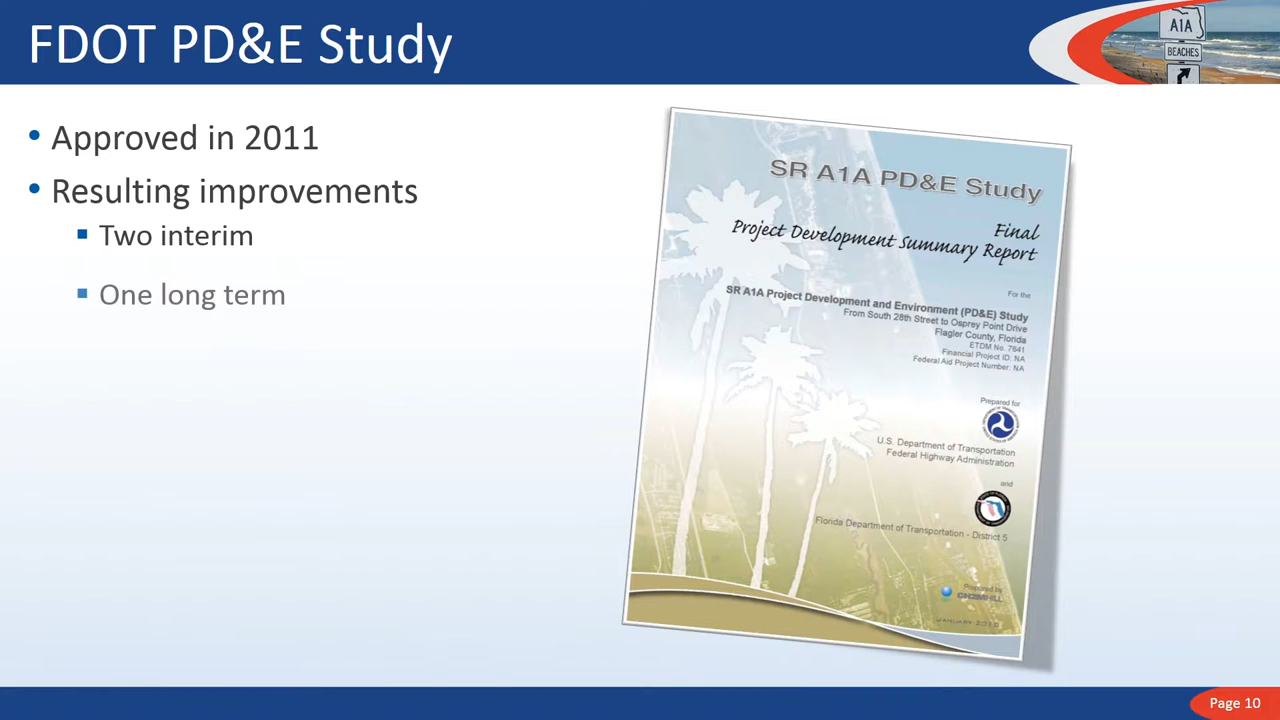 FDOT PD&E Study
A1A
BEACHES
• Approved in 2011
• Resulting improvements
▪ Two interim
▪ One long term
SR A1A PD&E Study
Final
Project Development Summary Report
For the
SR A1A Project Development and Environment (PD&E) Study
From South 28th Street to Osprey Point Drive
Flagler County, Florida
ETDM No. 7641
Financial Project ID: NA
Federal Aid Project Number: NA
Prepared for
U.S. Department of Transportation
Federal Highway Administration
and
Florida Department of Transportation - District 5
Prepared by
CH2MHILL
Page 10